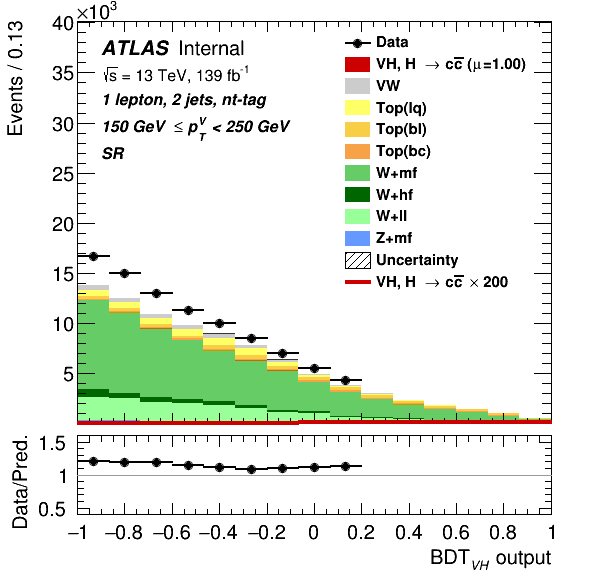 40 ×10³
ATLAS Internal
√s = 13 TeV, 139 fb⁻¹
1 lepton, 2 jets, nt-tag
150 GeV ≤ p_T^V < 250 GeV
SR
Data
VH, H → cc̅ (μ=1.00)
VW
Top(lq)
Top(bl)
Top(bc)
W+mf
W+hf
W+ll
Z+mf
Uncertainty
VH, H → cc̅ × 200
Events / 0.13
35
30
25
20
15
10
5
Data/Pred.
1.5
1
0.5
−1 −0.8 −0.6 −0.4 −0.2 0 0.2 0.4 0.6 0.8 1
BDT_VH output